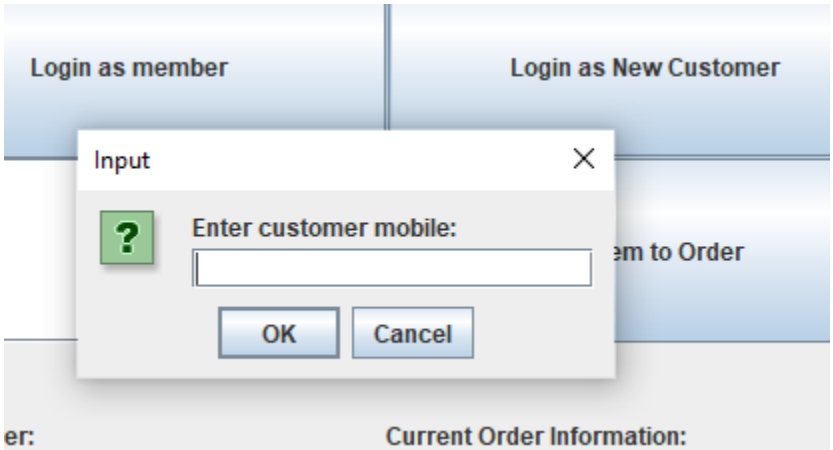 Login as member
Login as New Customer
Input
Enter customer mobile:
em to Order
OK
Cancel
er:
Current Order Information: